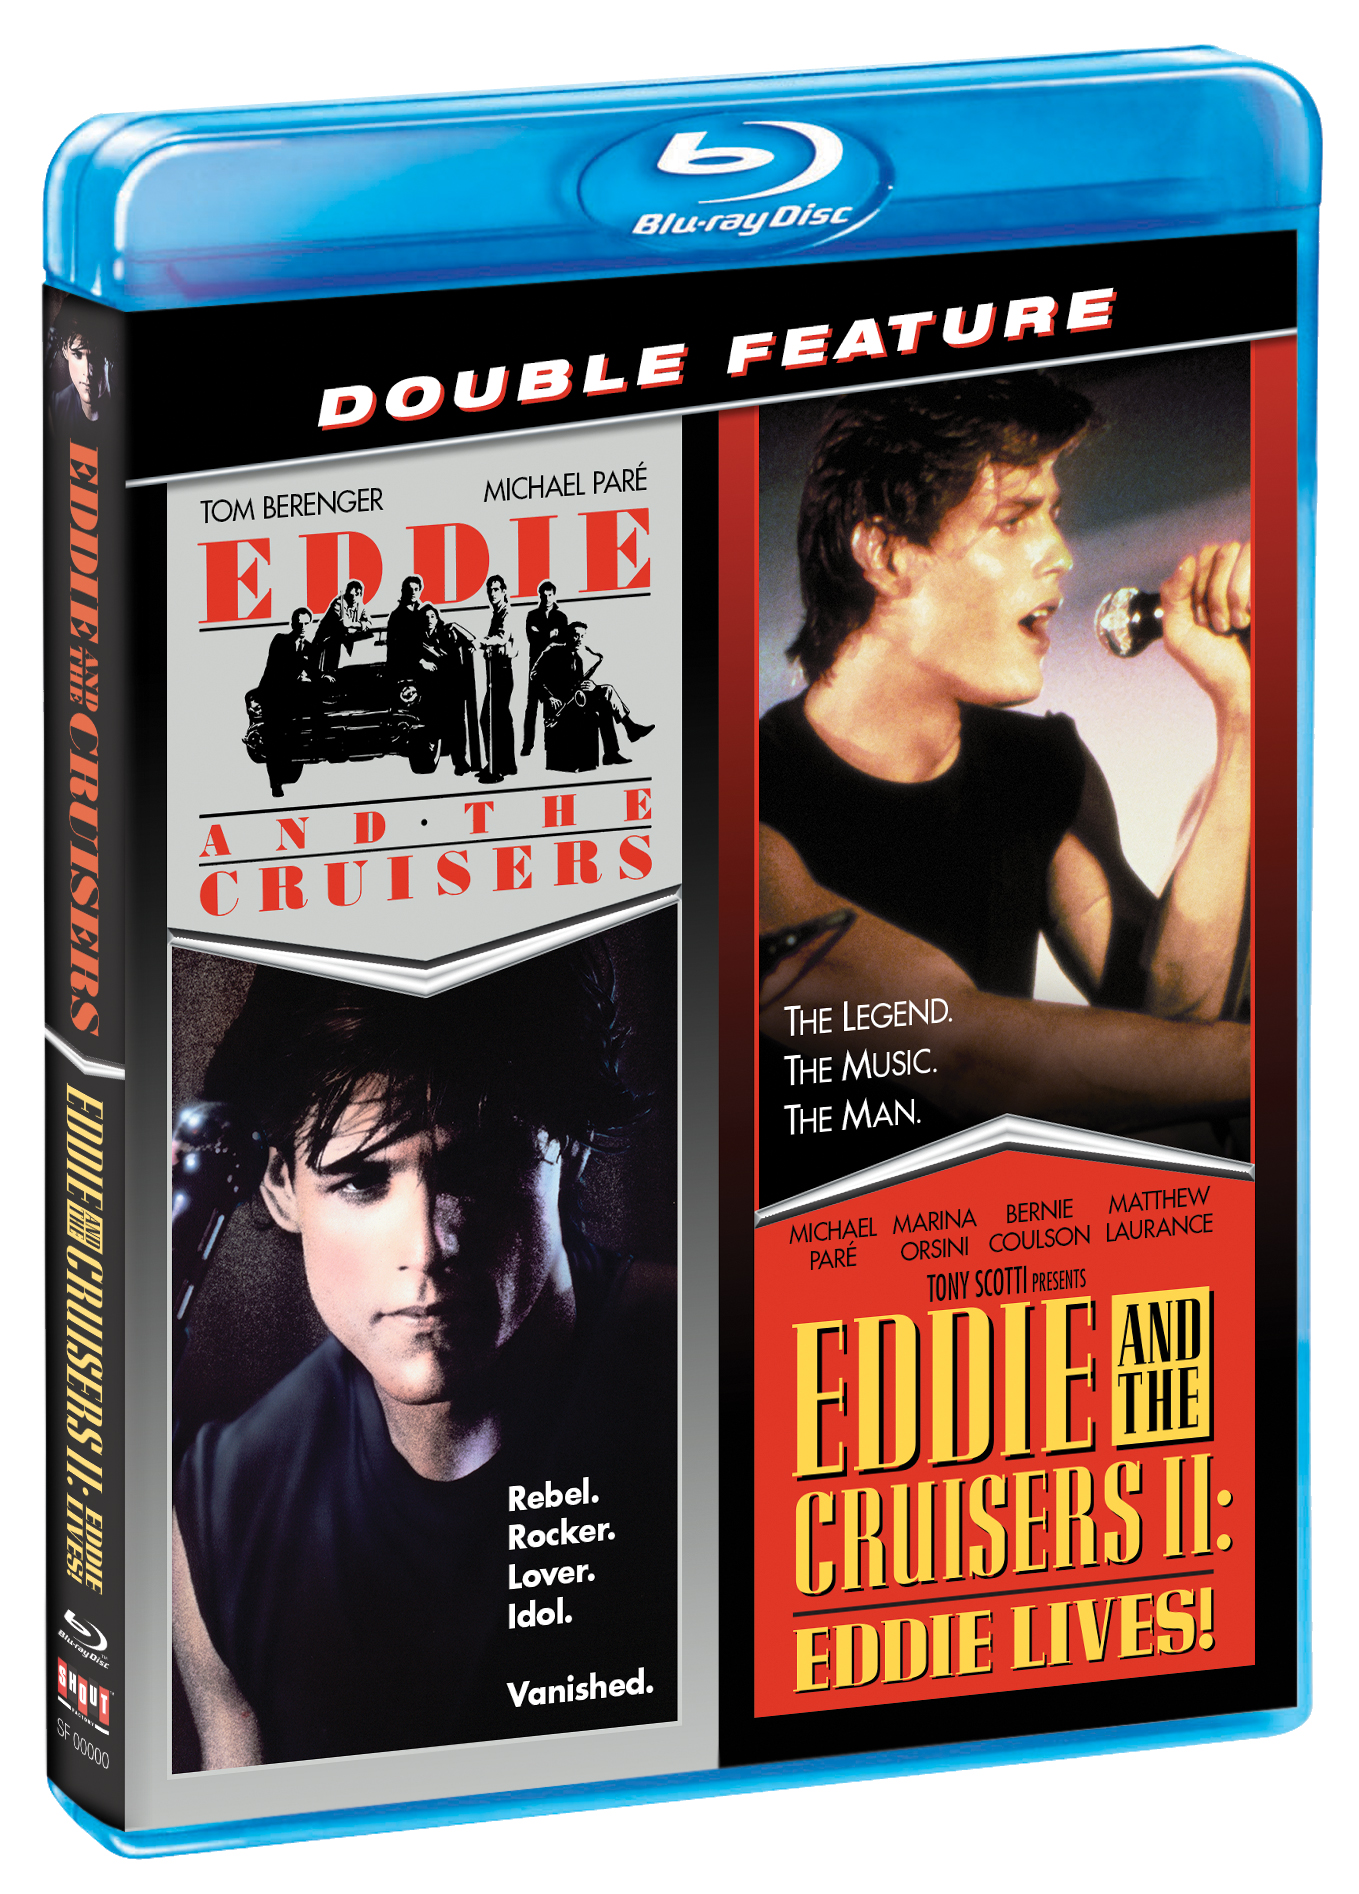 Blu-ray Disc
DOUBLE FEATURE
TOM BERENGER
MICHAEL PARÉ
EDDIE
AND • THE
CRUISERS
Rebel.
Rocker.
Lover.
Idol.
Vanished.
THE LEGEND.
THE MUSIC.
THE MAN.
MICHAEL PARÉ
MARINA ORSINI
BERNIE COULSON
MATTHEW LAURANCE
TONY SCOTTI PRESENTS
EDDIE AND THE
CRUISERS II:
EDDIE LIVES!
EDDIE AND THE CRUISERS
EDDIE AND THE CRUISERS II: EDDIE LIVES!
Blu-ray Disc™
SHOUT
FACTORY
SF 00000